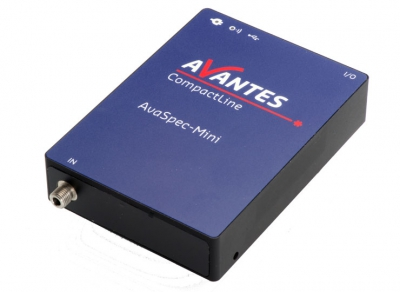 I/O
AVANTES
CompactLine
AvaSpec-Mini
IN